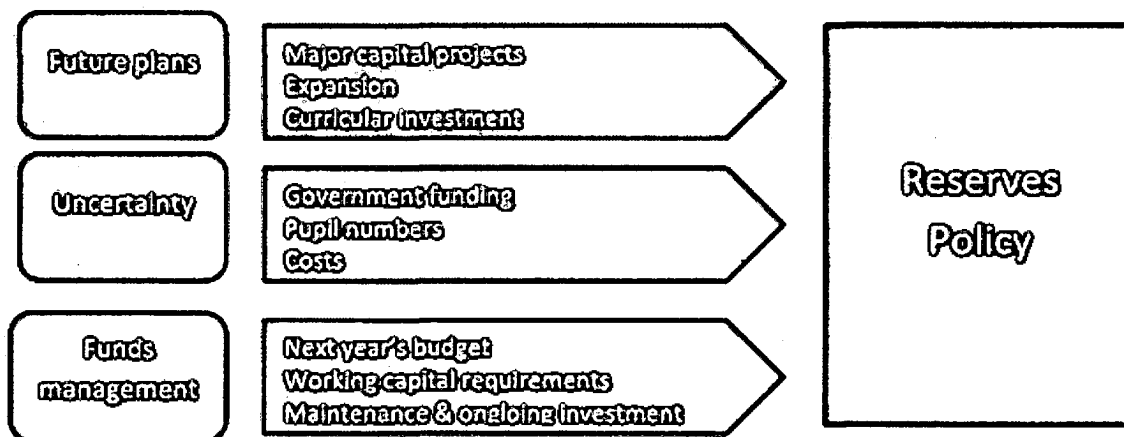 Future plans
Major capital projects
Expansion
Curricular investment
Uncertainty
Government funding
Pupil numbers
Costs
Funds
management
Next year's budget
Working capital requirements
Maintenance & ongloing investment
Reserves
Policy